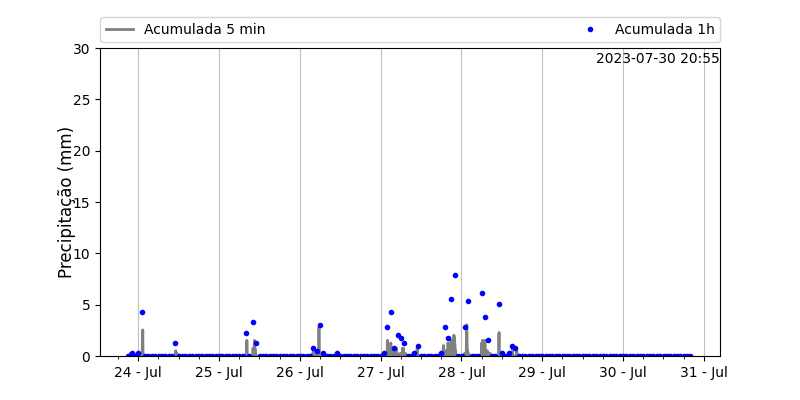 Acumulada 5 min
Acumulada 1h
2023-07-30 20:55
Precipitação (mm)
30
25
20
15
10
5
0
24 - Jul
25 - Jul
26 - Jul
27 - Jul
28 - Jul
29 - Jul
30 - Jul
31 - Jul